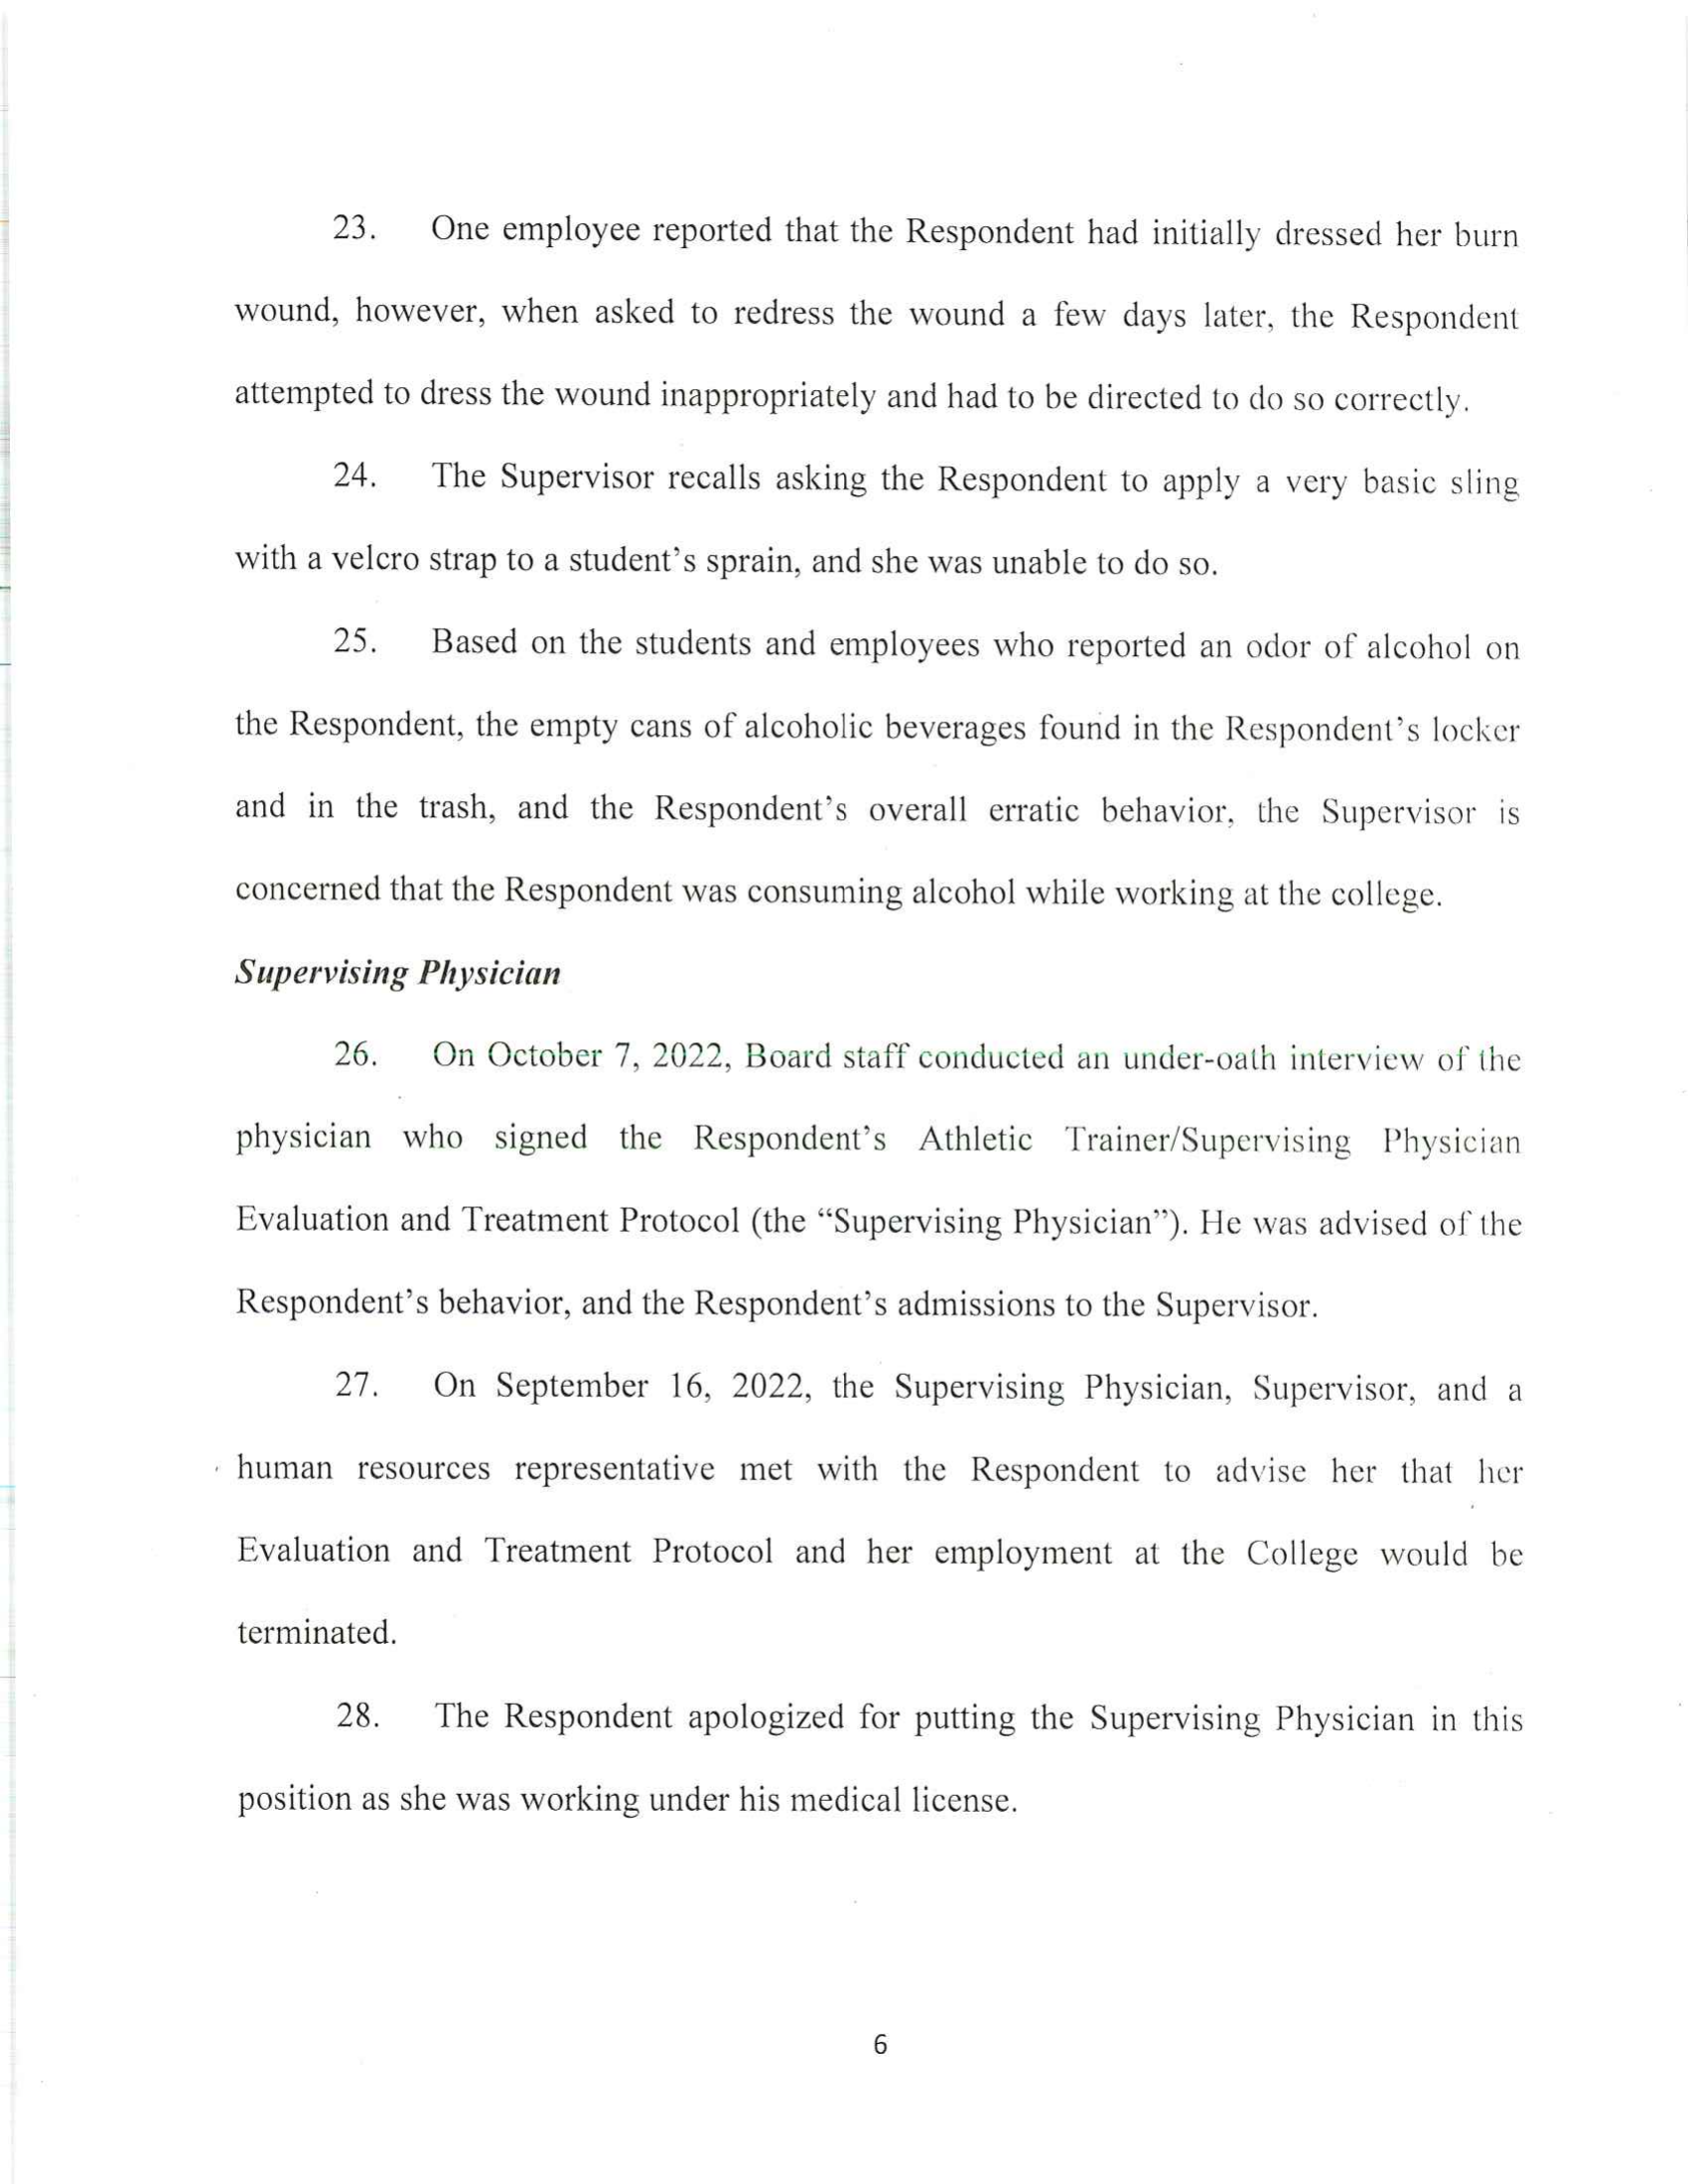 23. One employee reported that the Respondent had initially dressed her burn
wound, however, when asked to redress the wound a few days later, the Respondent
attempted to dress the wound inappropriately and had to be directed to do so correctly.
24. The Supervisor recalls asking the Respondent to apply a very basic sling
with a velcro strap to a student’s sprain, and she was unable to do so.
25. Based on the students and employees who reported an odor of alcohol on
the Respondent, the empty cans of alcoholic beverages found in the Respondent’s locker
and in the trash, and the Respondent’s overall erratic behavior, the Supervisor is
concerned that the Respondent was consuming alcohol while working at the college.
Supervising Physician
26. On October 7, 2022, Board staff conducted an under-oath interview of the
physician who signed the Respondent’s Athletic Trainer/Supervising Physician
Evaluation and Treatment Protocol (the “Supervising Physician”). He was advised of the
Respondent’s behavior, and the Respondent’s admissions to the Supervisor.
27. On September 16, 2022, the Supervising Physician, Supervisor, and a
human resources representative met with the Respondent to advise her that her
Evaluation and Treatment Protocol and her employment at the College would be
terminated.
28. The Respondent apologized for putting the Supervising Physician in this
position as she was working under his medical license.
6